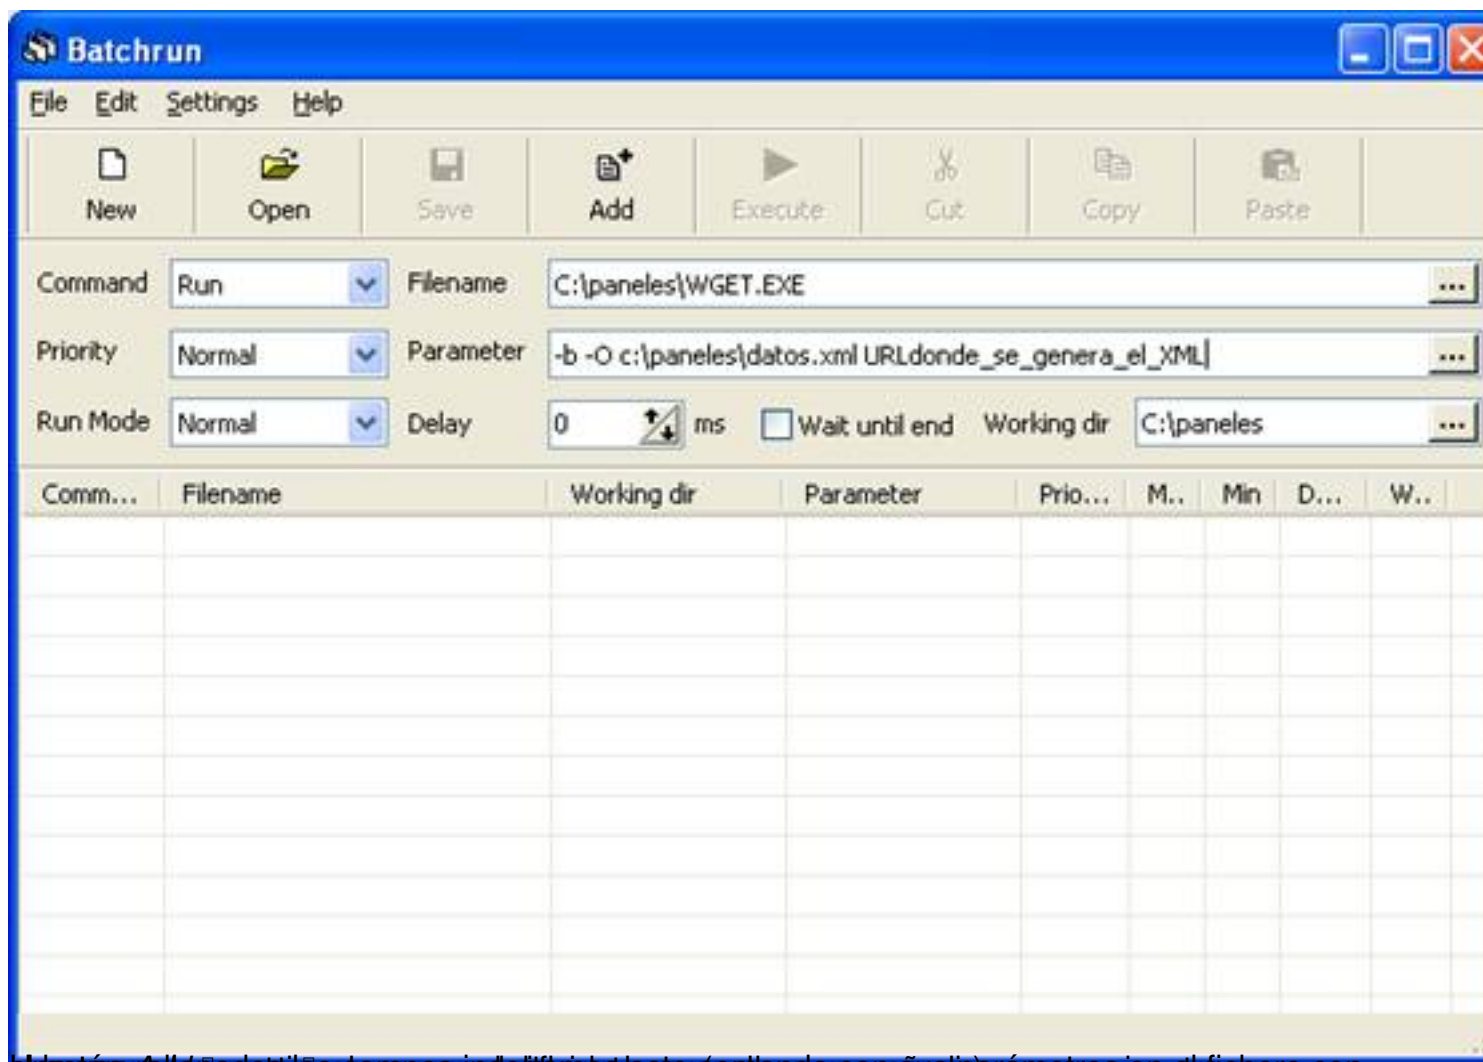 Batchrun
File Edit Settings Help
New Open Save Add Execute Cut Copy Paste
Command Run Filename C:\paneles\WGET.EXE ...
Priority Normal Parameter -b -O c:\paneles\datos.xml URLdonde_se_genera_el_XML ...
Run Mode Normal Delay 0 ms Wait until end Working dir C:\paneles ...
Comm... Filename Working dir Parameter Prio... M.. Min D... W..